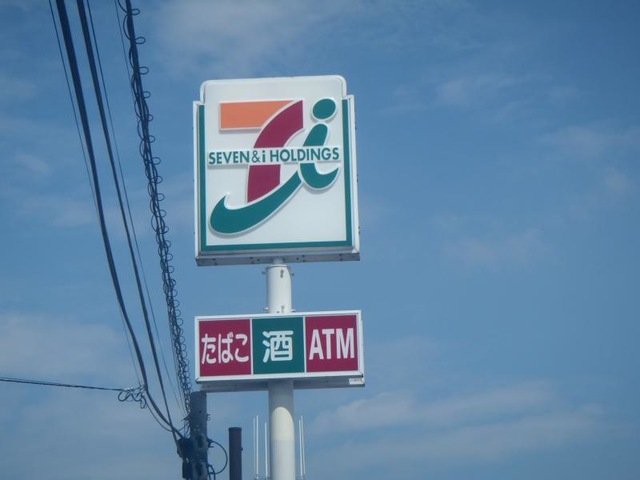 SEVEN & i HOLDINGS
たばこ 酒 ATM